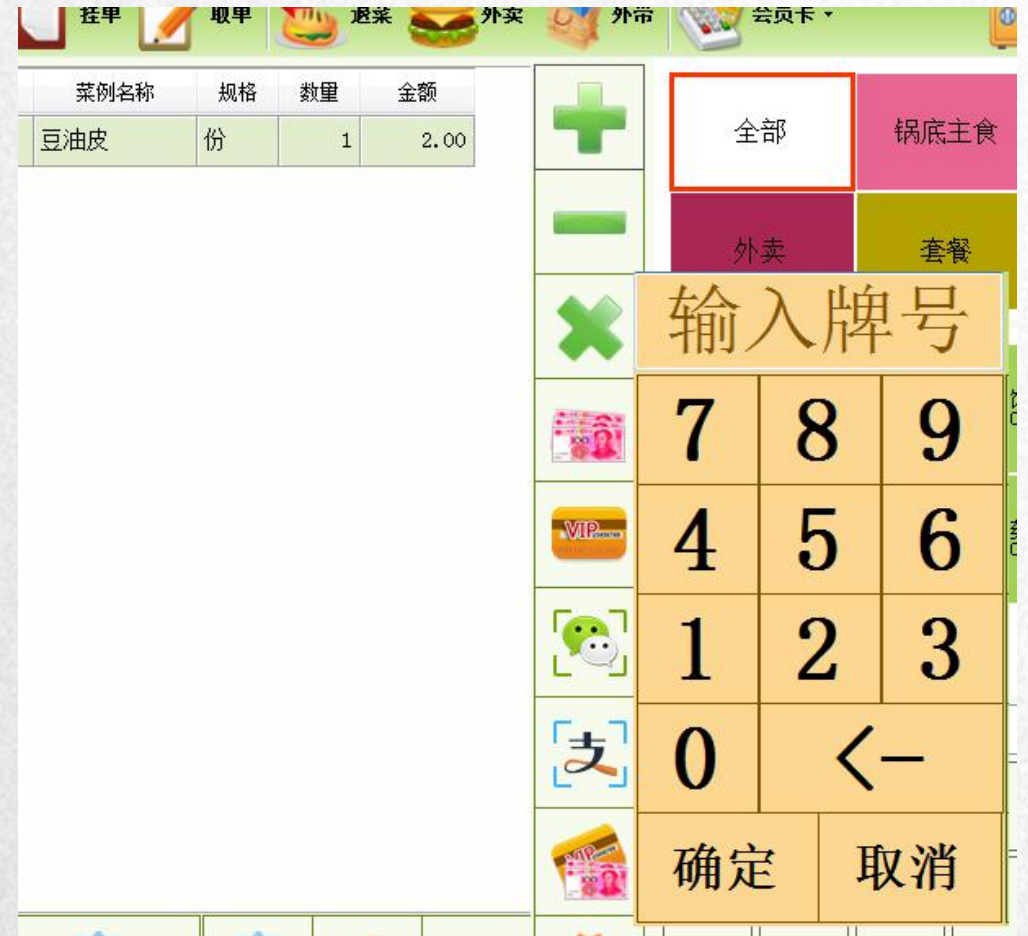 挂单 取单 退菜 外卖 外带 会员卡
菜例名称 规格 数量 金额
豆油皮 份 1 2.00
全部 锅底主食
外卖 套餐
输入牌号
7 8 9
4 5 6
VIP
1 2 3
支
0 <-
VIP
确定 取消